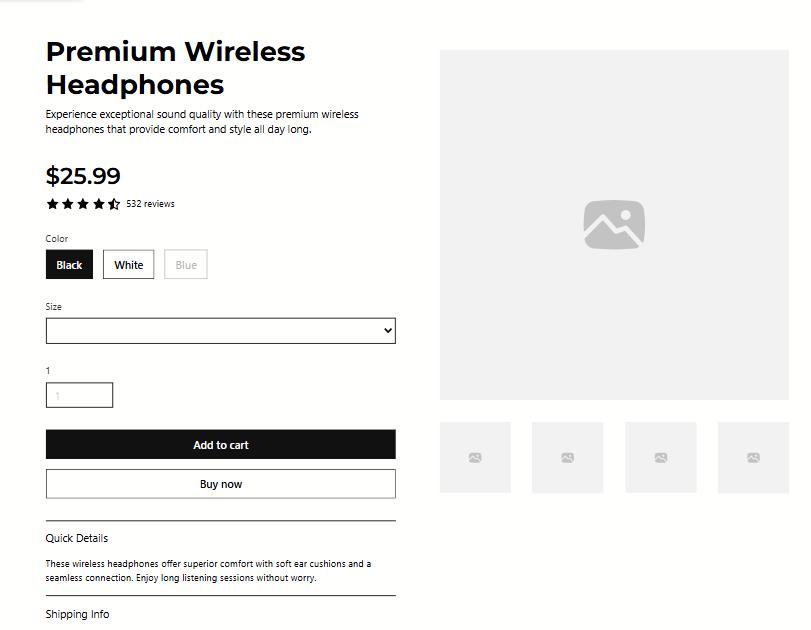 Premium Wireless
Headphones
Experience exceptional sound quality with these premium wireless
headphones that provide comfort and style all day long.
$25.99
532 reviews
Color
Black White Blue
Size
1
1
Add to cart
Buy now
Quick Details
These wireless headphones offer superior comfort with soft ear cushions and a
seamless connection. Enjoy long listening sessions without worry.
Shipping Info